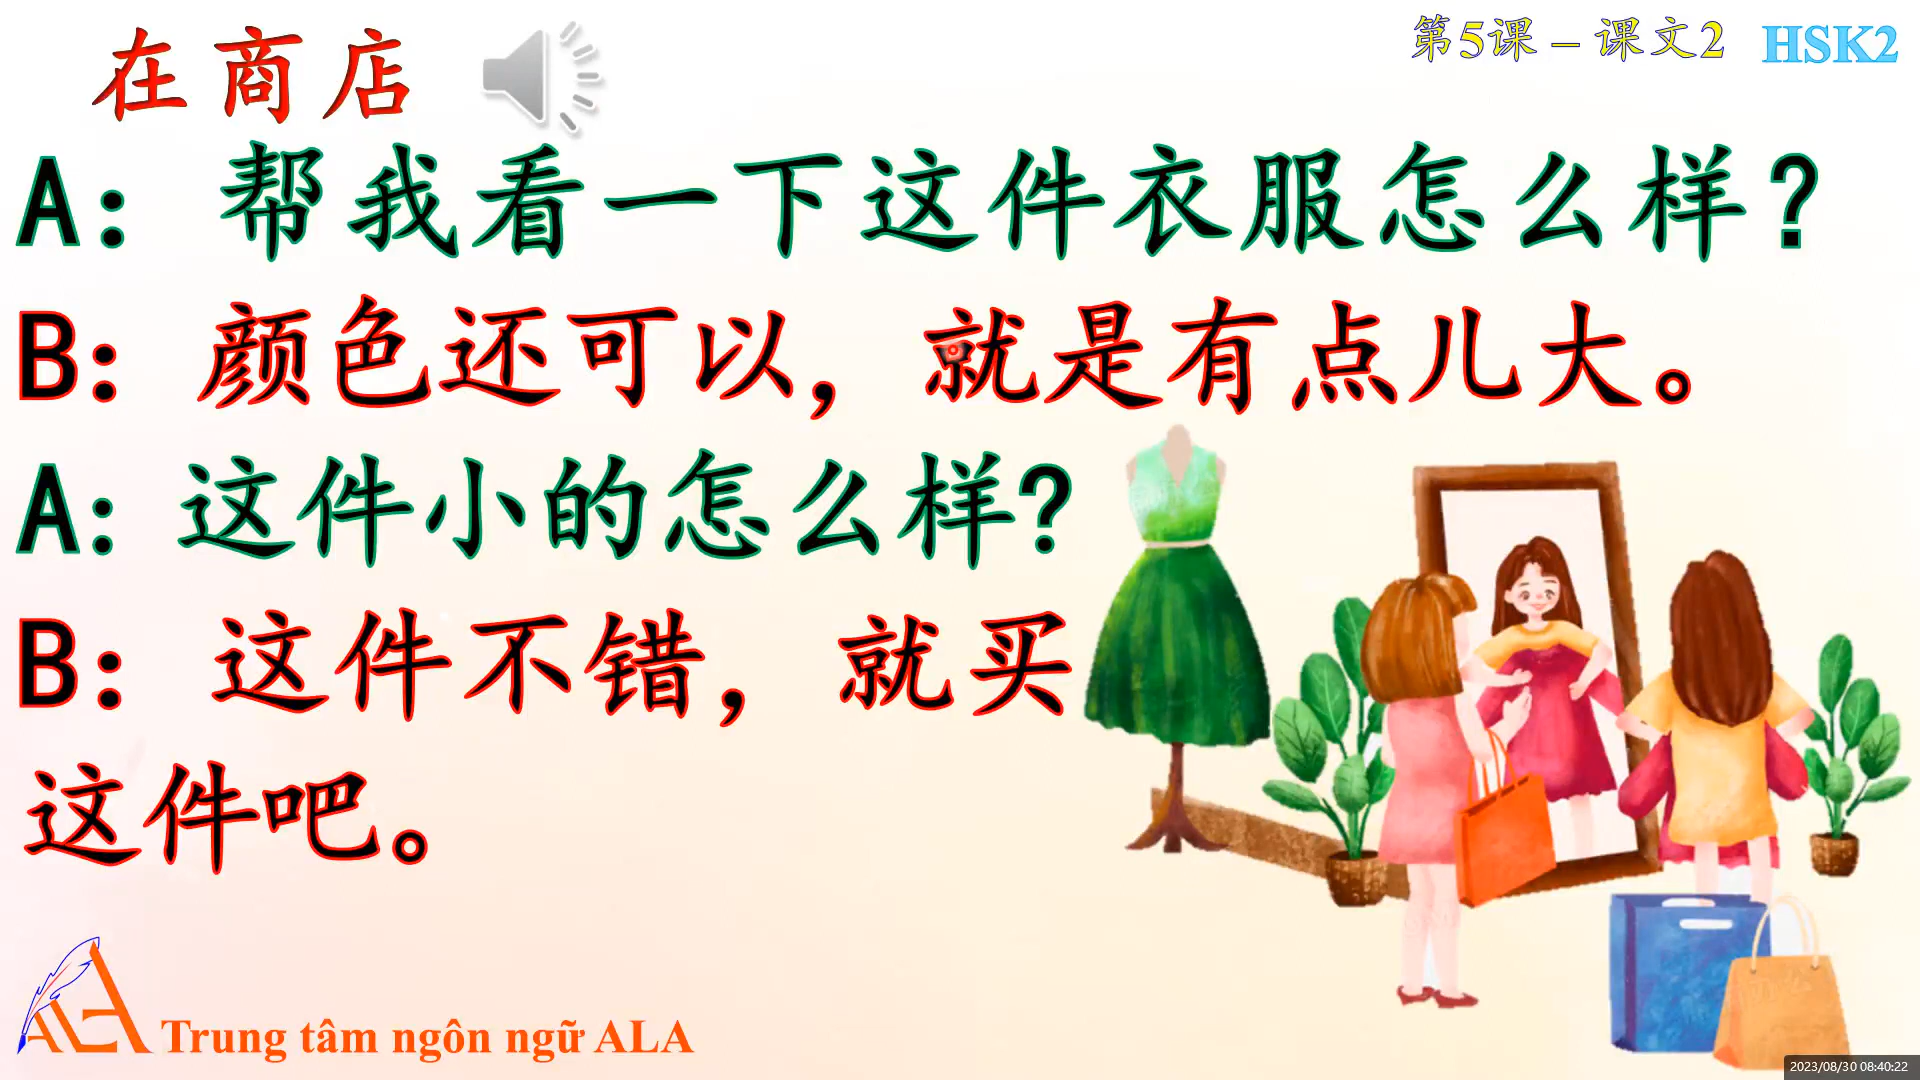 在商店
第5课 – 课文2 HSK2
A：帮我看一下这件衣服怎么样？
B：颜色还可以，就是有点儿大。
A：这件小的怎么样?
B：这件不错，就买
这件吧。
ALA Trung tâm ngôn ngữ ALA
2023/08/30 08:40:22